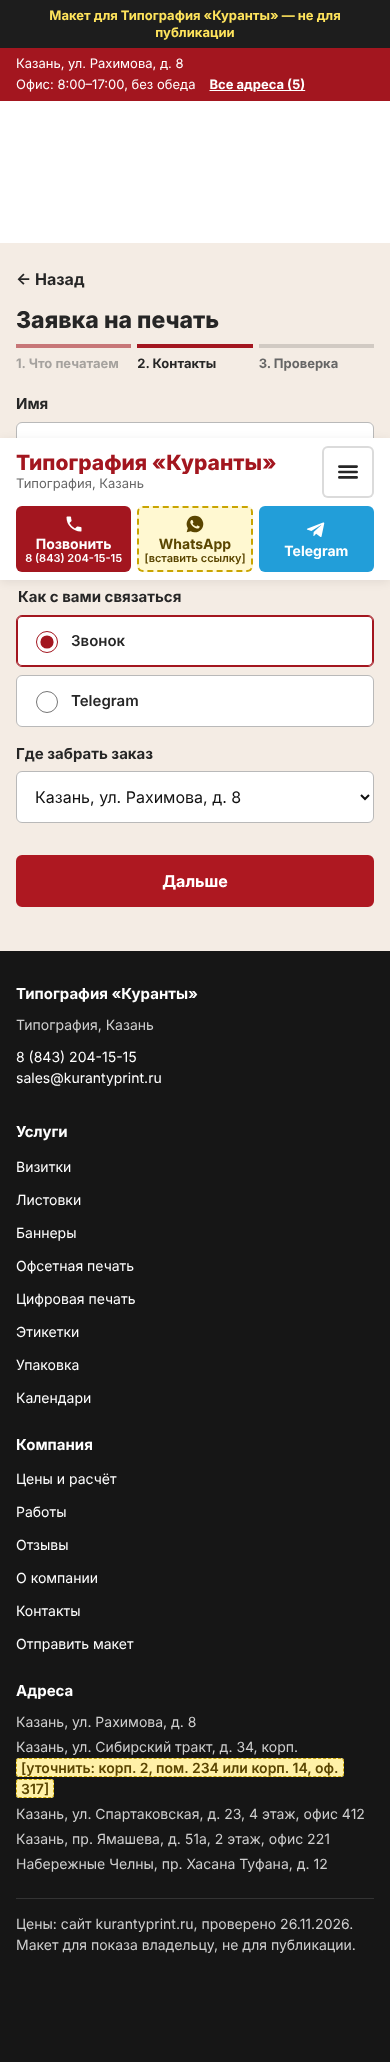 Макет для Типография «Куранты» — не для
публикации
Казань, ул. Рахимова, д. 8
Офис: 8:00–17:00, без обеда Все адреса (5)
← Назад
Заявка на печать
1. Что печатаем 2. Контакты 3. Проверка
Имя
Типография «Куранты»
Типография, Казань
Позвонить
8 (843) 204-15-15
WhatsApp
[вставить ссылку]
Telegram
Как с вами связаться
Звонок
Telegram
Где забрать заказ
Казань, ул. Рахимова, д. 8
Дальше
Типография «Куранты»
Типография, Казань
8 (843) 204-15-15
sales@kurantyprint.ru
Услуги
Визитки
Листовки
Баннеры
Офсетная печать
Цифровая печать
Этикетки
Упаковка
Календари
Компания
Цены и расчёт
Работы
Отзывы
О компании
Контакты
Отправить макет
Адреса
Казань, ул. Рахимова, д. 8
Казань, ул. Сибирский тракт, д. 34, корп.
[уточнить: корп. 2, пом. 234 или корп. 14, оф.
317]
Казань, ул. Спартаковская, д. 23, 4 этаж, офис 412
Казань, пр. Ямашева, д. 51а, 2 этаж, офис 221
Набережные Челны, пр. Хасана Туфана, д. 12
Цены: сайт kurantyprint.ru, проверено 26.11.2026.
Макет для показа владельцу, не для публикации.